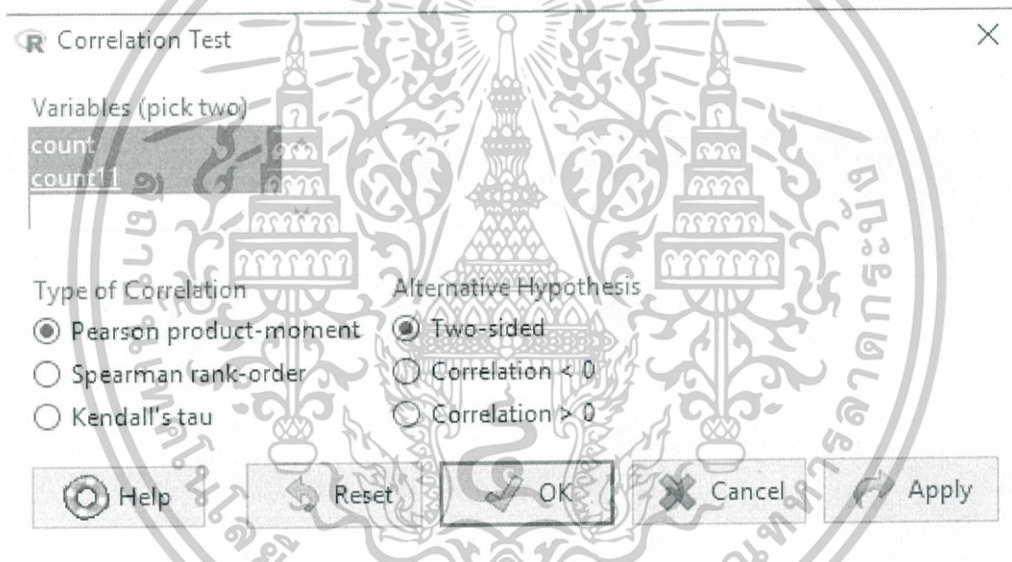 Correlation Test
Variables (pick two)
count
count11
Type of Correlation
Pearson product-moment
Spearman rank-order
Kendall's tau
Alternative Hypothesis
Two-sided
Correlation < 0
Correlation > 0
Help
Reset
OK
Cancel
Apply